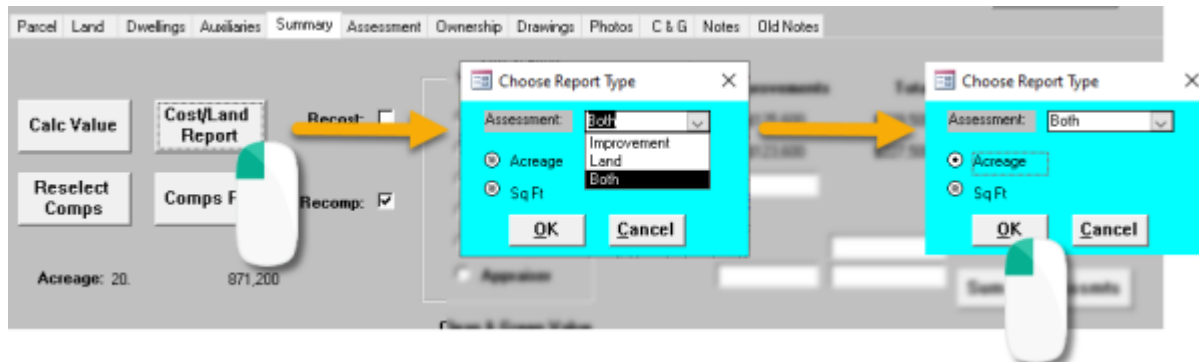 Parcel Land Dwellings Auxiliaries Summary Assessment Ownership Drawings Photos C & G Notes Old Notes
Calc Value
Cost/Land
Report
Recost:
Reselect
Comps
Comps
Recomp:
Acreage: 20.
871,200
Choose Report Type
Assessment: Both
Improvement
Land
Both
Acreage
Sq Ft
OK Cancel
Appraiser
Choose Report Type
Assessment: Both
Acreage
Sq Ft
OK Cancel